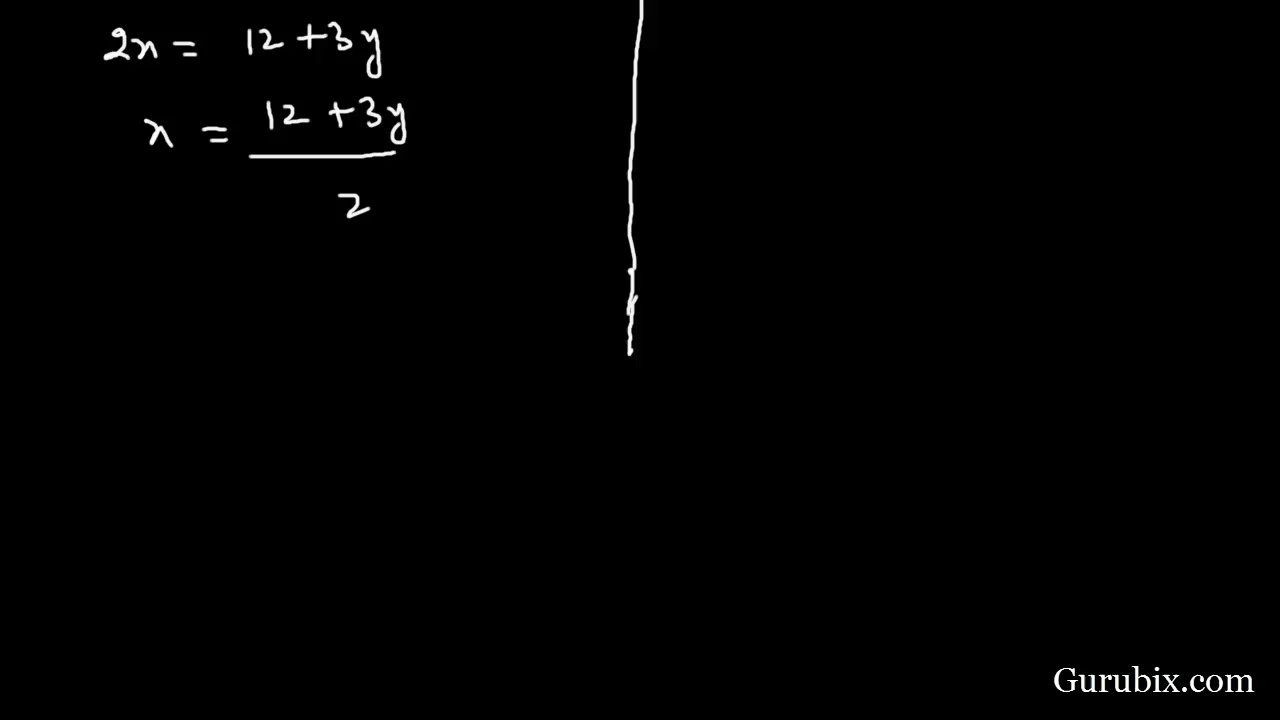 2x = 12 + 3y
x = 12 + 3y
2
Gurubix.com